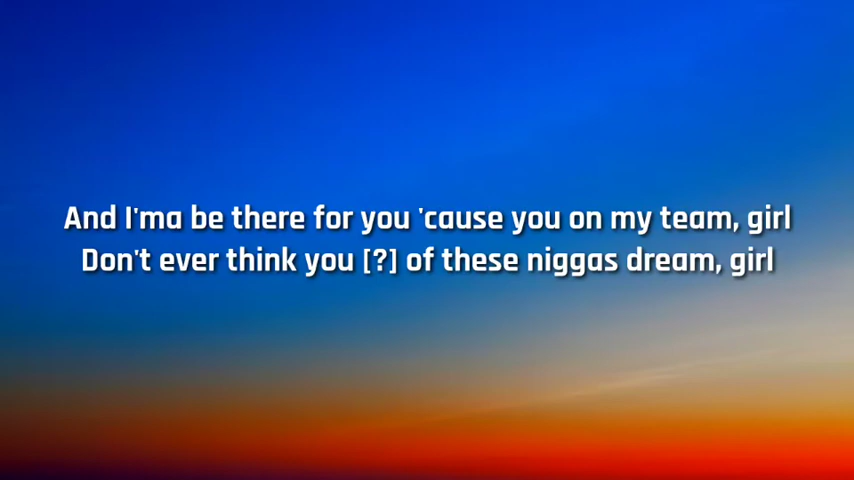 And I'ma be there for you 'cause you on my team, girl
Don't ever think you [?] of these niggas dream, girl